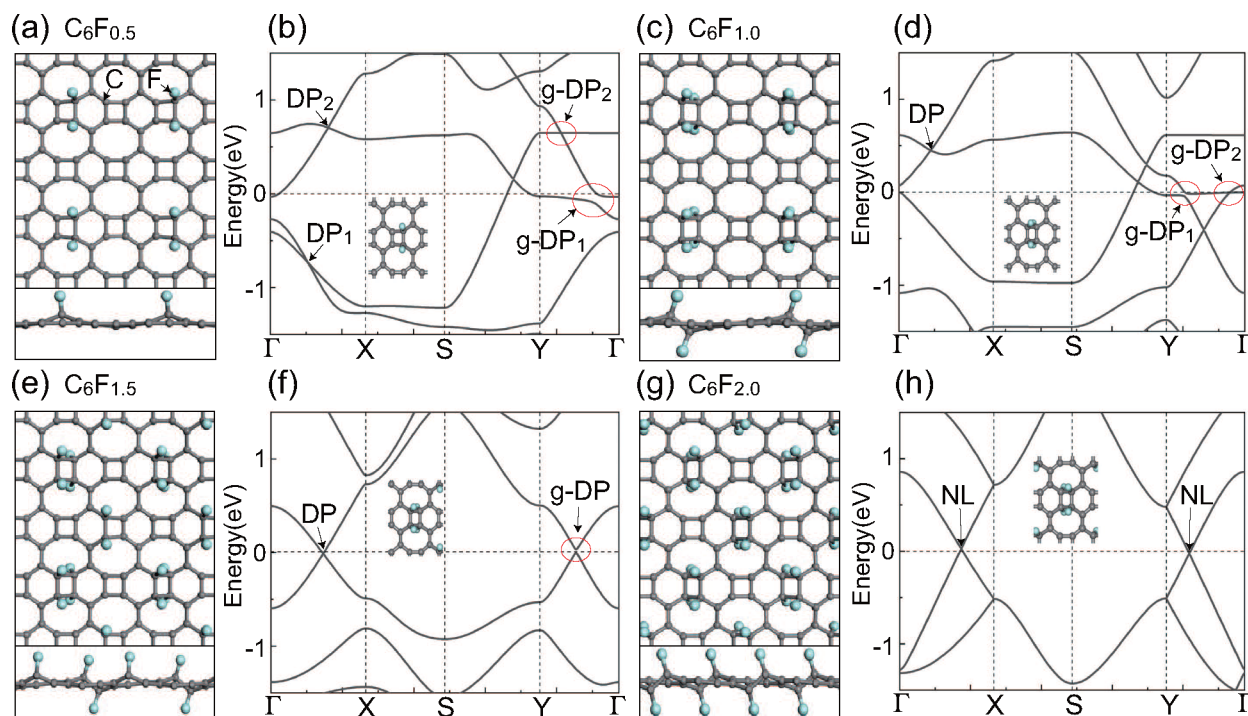 (a) C₆F₀.₅
C
F
(b)
Energy(eV)
1
0
-1
DP₂
DP₁
g-DP₂
g-DP₁
Γ X S Y Γ
(c) C₆F₁.₀
(d)
Energy(eV)
1
0
-1
DP
g-DP₂
g-DP₁
Γ X S Y Γ
(e) C₆F₁.₅
(f)
Energy(eV)
1
0
-1
DP
g-DP
Γ X S Y Γ
(g) C₆F₂.₀
(h)
Energy(eV)
1
0
-1
NL
NL
Γ X S Y Γ